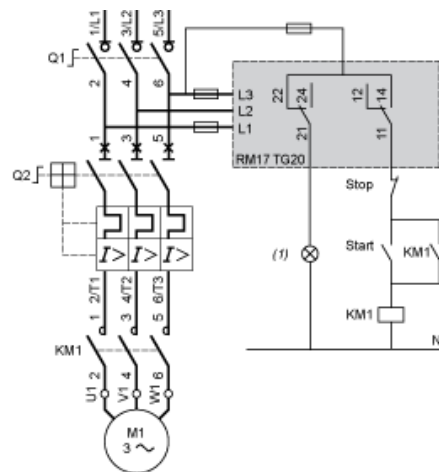 1/L1 3/L2 5/L3
Q1
2 4 6
L3
L2
L1
22 24 12 14
21 11
RM17 TG20
1 3 5
Q2
I> I> I>
2/T1 4/T2 6/T3
1 3 5
KM1
2 4 6
U1 V1 W1
M1
3 ~
Stop
(1)
Start KM1
KM1
N